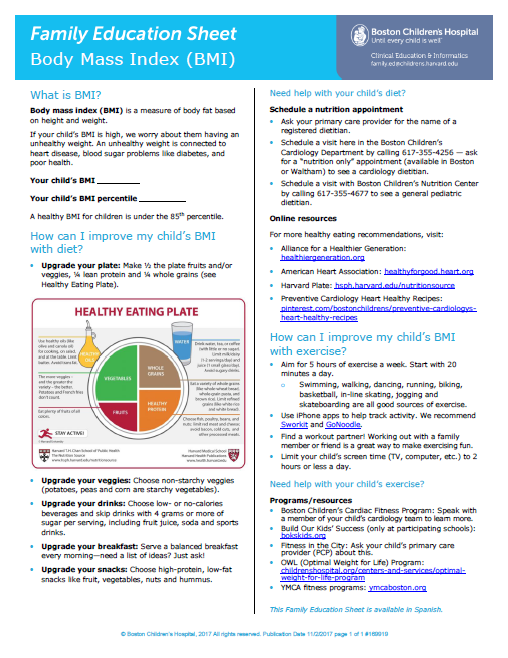 Family Education Sheet
Body Mass Index (BMI)
Boston Children's Hospital
Until every child is well
Clinical Education & Informatics
family.ed@childrens.harvard.edu
What is BMI?
Body mass index (BMI) is a measure of body fat based
on height and weight.
If your child's BMI is high, we worry about them having an
unhealthy weight. An unhealthy weight is connected to
heart disease, blood sugar problems like diabetes, and
poor health.
Your child's BMI
Your child's BMI percentile
A healthy BMI for children is under the 85th percentile.
How can I improve my child's BMI
with diet?
• Upgrade your plate: Make ½ the plate fruits and/or
veggies, ¼ lean protein and ¼ whole grains (see
Healthy Eating Plate).
HEALTHY EATING PLATE
Use healthy oils (like
olive and canola oil)
for cooking, on salad,
and at the table. Limit
butter. Avoid trans fat.
HEALTHY
OILS
WATER
Drink water, tea, or coffee
(with little or no sugar).
Limit milk/dairy
(1-2 servings/day) and
juice (1 small glass/day).
Avoid sugary drinks.
The more veggies –
and the greater the
variety – the better.
Potatoes and French fries
don't count.
VEGETABLES
WHOLE
GRAINS
Eat a variety of whole grains
(like whole-wheat bread,
whole-grain pasta, and
brown rice). Limit refined
grains (like white rice
and white bread).
Eat plenty of fruits of all
colors.
FRUITS
HEALTHY
PROTEIN
Choose fish, poultry, beans, and
nuts; limit red meat and cheese;
avoid bacon, cold cuts, and
other processed meats.
STAY ACTIVE!
© Harvard University
Harvard T.H. Chan School of Public Health
The Nutrition Source
www.hsph.harvard.edu/nutritionsource
Harvard Medical School
Harvard Health Publications
www.health.harvard.edu
• Upgrade your veggies: Choose non-starchy veggies
(potatoes, peas and corn are starchy vegetables).
• Upgrade your drinks: Choose low- or no-calories
beverages and skip drinks with 4 grams or more of
sugar per serving, including fruit juice, soda and sports
drinks.
• Upgrade your breakfast: Serve a balanced breakfast
every morning—need a list of ideas? Just ask!
• Upgrade your snacks: Choose high-protein, low-fat
snacks like fruit, vegetables, nuts and hummus.
Need help with your child's diet?
Schedule a nutrition appointment
• Ask your primary care provider for the name of a
registered dietitian.
• Schedule a visit here in the Boston Children's
Cardiology Department by calling 617-355-4256 — ask
for a "nutrition only" appointment (available in Boston
or Waltham) to see a cardiology dietitian.
• Schedule a visit with Boston Children's Nutrition Center
by calling 617-355-4677 to see a general pediatric
dietitian.
Online resources
For more healthy eating recommendations, visit:
• Alliance for a Healthier Generation:
healthiergeneration.org
• American Heart Association: healthyforgood.heart.org
• Harvard Plate: hsph.harvard.edu/nutritionsource
• Preventive Cardiology Heart Healthy Recipes:
pinterest.com/bostonchildrens/preventive-cardiologys-
heart-healthy-recipes
How can I improve my child's BMI
with exercise?
• Aim for 5 hours of exercise a week. Start with 20
minutes a day.
o Swimming, walking, dancing, running, biking,
basketball, in-line skating, jogging and
skateboarding are all good sources of exercise.
• Use iPhone apps to help track activity. We recommend
Sworkit and GoNoodle.
• Find a workout partner! Working out with a family
member or friend is a great way to make exercising fun.
• Limit your child's screen time (TV, computer, etc.) to 2
hours or less a day.
Need help with your child's exercise?
Programs/resources
• Boston Children's Cardiac Fitness Program: Speak with
a member of your child's cardiology team to learn more.
• Build Our Kids' Success (only at participating schools):
bokskids.org
• Fitness in the City: Ask your child's primary care
provider (PCP) about this.
• OWL (Optimal Weight for Life) Program:
childrenshospital.org/centers-and-services/optimal-
weight-for-life-program
• YMCA fitness programs: ymcaboston.org
This Family Education Sheet is available in Spanish.
© Boston Children's Hospital, 2017 All rights reserved. Publication Date 11/2/2017 page 1 of 1 #169919